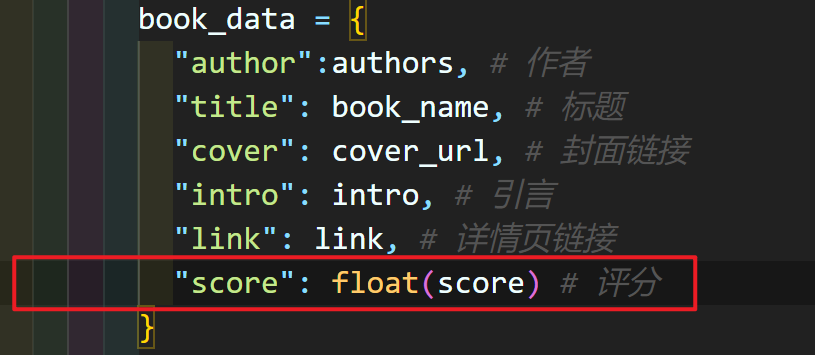 book_data = {
"author":authors, # 作者
"title": book_name, # 标题
"cover": cover_url, # 封面链接
"intro": intro, # 引言
"link": link, # 详情页链接
"score": float(score) # 评分
}